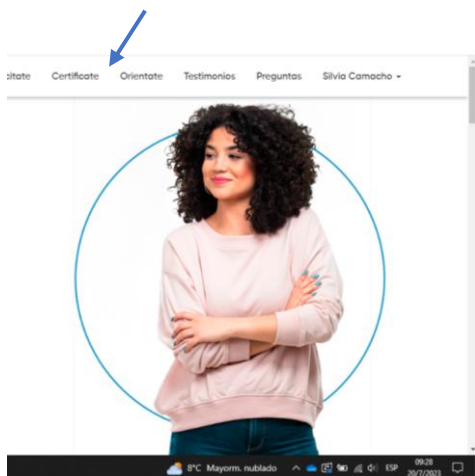 citate Certificate Orientate Testimonios Preguntas Silvia Camacho
8°C Mayorm. nublado ESP 09:28
20/7/2023